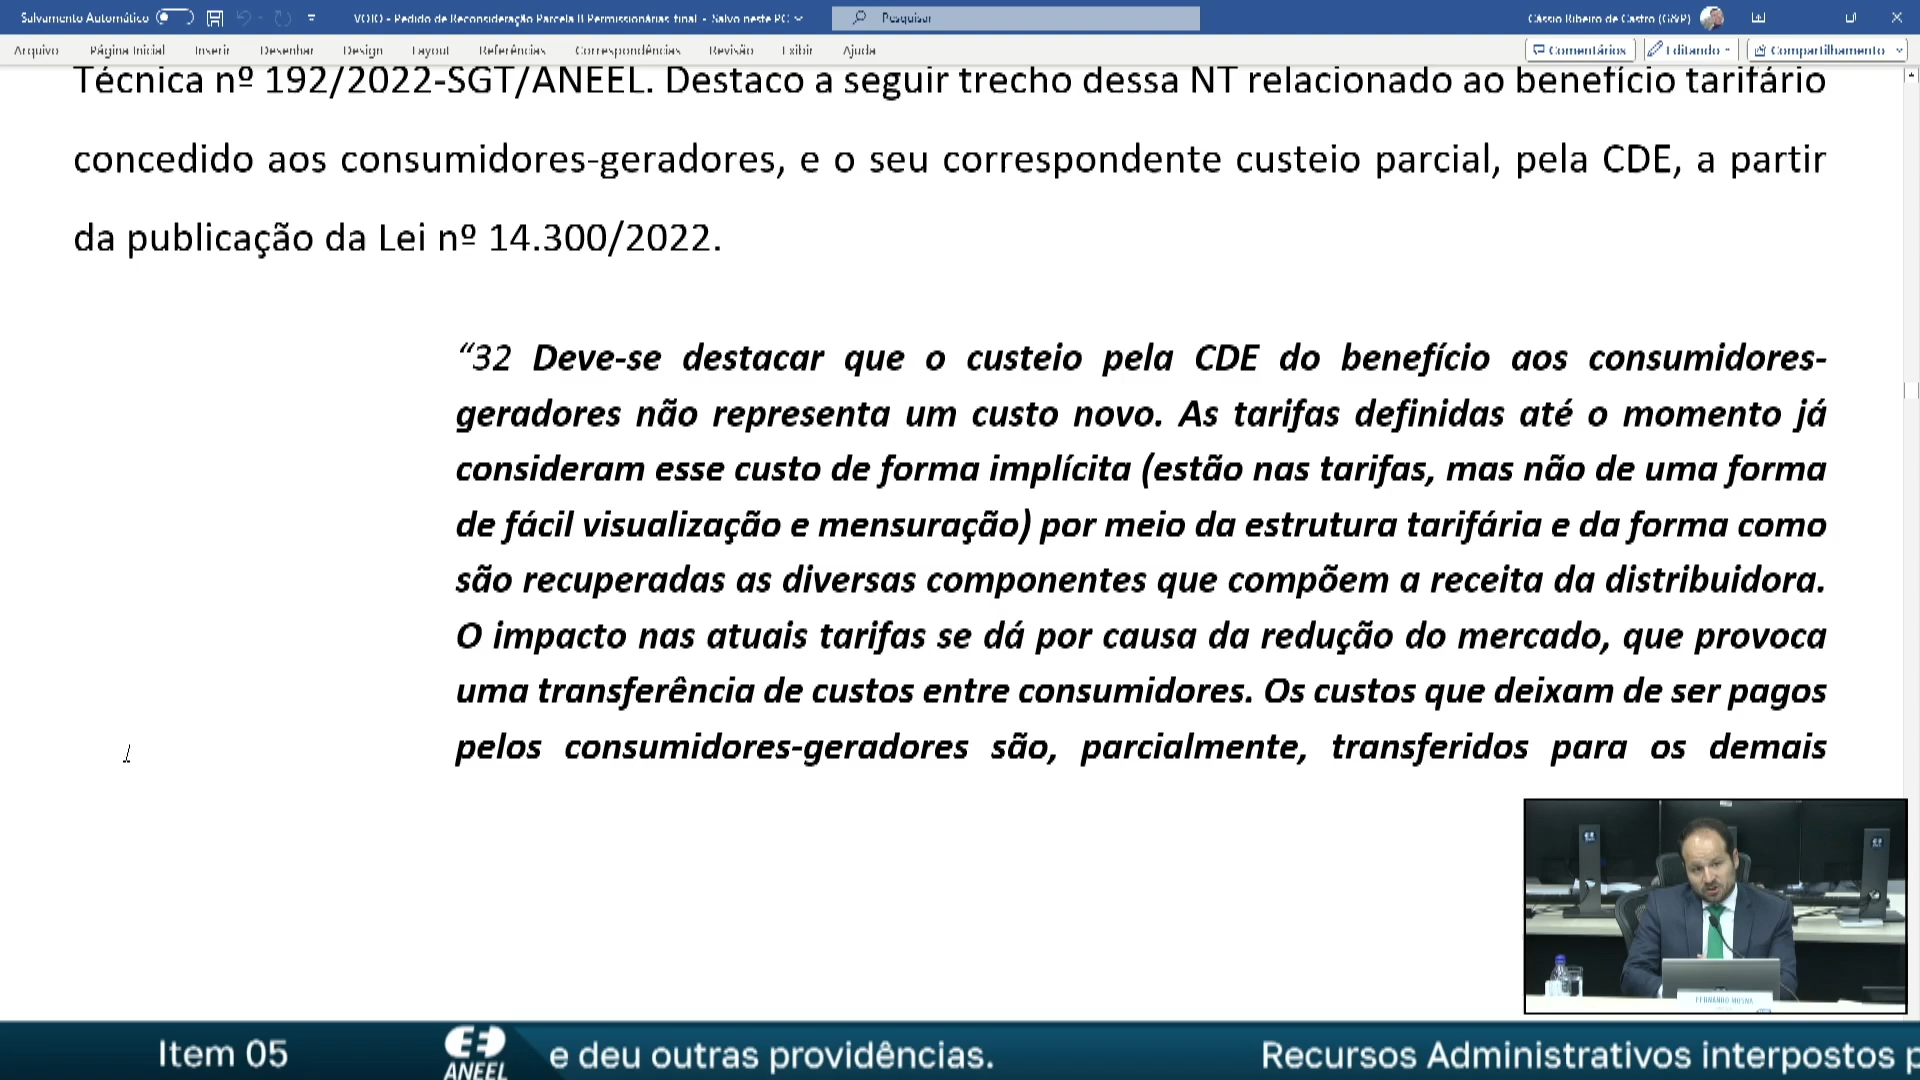 Salvamento Automático
VOTO - Pedido de Reconsideração Parcela B Permissionárias_final - Salvo neste PC
Pesquisar
Cássio Ribeiro de Castro (G&P)
Arquivo Página Inicial Inserir Desenhar Design Layout Referências Correspondências Revisão Exibir Ajuda
Comentários Editando Compartilhamento
Técnica nº 192/2022-SGT/ANEEL. Destaco a seguir trecho dessa NT relacionado ao benefício tarifário
concedido aos consumidores-geradores, e o seu correspondente custeio parcial, pela CDE, a partir
da publicação da Lei nº 14.300/2022.
“32 Deve-se destacar que o custeio pela CDE do benefício aos consumidores-
geradores não representa um custo novo. As tarifas definidas até o momento já
consideram esse custo de forma implícita (estão nas tarifas, mas não de uma forma
de fácil visualização e mensuração) por meio da estrutura tarifária e da forma como
são recuperadas as diversas componentes que compõem a receita da distribuidora.
O impacto nas atuais tarifas se dá por causa da redução do mercado, que provoca
uma transferência de custos entre consumidores. Os custos que deixam de ser pagos
pelos consumidores-geradores são, parcialmente, transferidos para os demais
FERNANDO MOSNA
Item 05
ANEEL
e deu outras providências.
Recursos Administrativos interpostos p